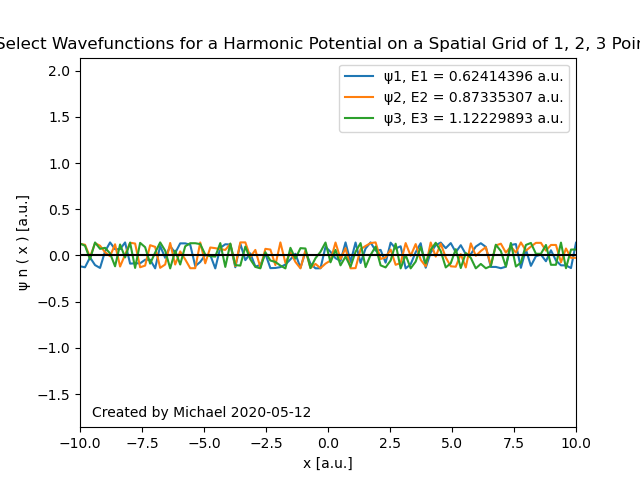 Select Wavefunctions for a Harmonic Potential on a Spatial Grid of 1, 2, 3 Poin
ψ1, E1 = 0.62414396 a.u.
ψ2, E2 = 0.87335307 a.u.
ψ3, E3 = 1.12229893 a.u.
2.0
1.5
1.0
0.5
0.0
−0.5
−1.0
−1.5
ψ n ( x ) [a.u.]
Created by Michael 2020-05-12
−10.0 −7.5 −5.0 −2.5 0.0 2.5 5.0 7.5 10.0
x [a.u.]